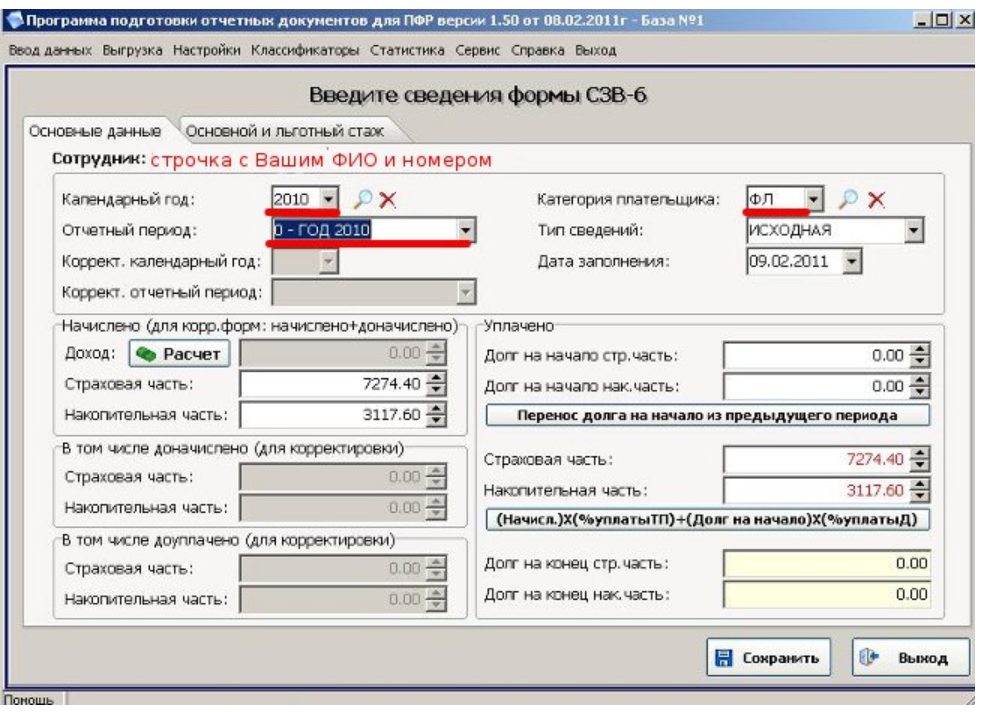 Программа подготовки отчетных документов для ПФР версии 1.50 от 08.02.2011г - База №1
Ввод данных Выгрузка Настройки Классификаторы Статистика Сервис Справка Выход
Введите сведения формы СЗВ-6
Основные данные Основной и льготный стаж
Сотрудник: строчка с Вашим ФИО и номером
Календарный год: 2010 Категория плательщика: ФЛ
Отчетный период: 0 - ГОД 2010 Тип сведений: ИСХОДНАЯ
Коррект. календарный год: Дата заполнения: 09.02.2011
Коррект. отчетный период:
Начислено (для корр.форм: начислено+доначислено) Уплачено
Доход: Расчет 0.00 Долг на начало стр.часть: 0.00
Страховая часть: 7274.40 Долг на начало нак.часть: 0.00
Накопительная часть: 3117.60 Перенос долга на начало из предыдущего периода
В том числе доначислено (для корректировки)
Страховая часть: 0.00 Страховая часть: 7274.40
Накопительная часть: 0.00 Накопительная часть: 3117.60
(Начисл.)X(%уплатыТП)+(Долг на начало)X(%уплатыД)
В том числе доуплачено (для корректировки)
Страховая часть: 0.00 Долг на конец стр.часть: 0.00
Накопительная часть: 0.00 Долг на конец нак.часть: 0.00
Сохранить Выход
Помощь